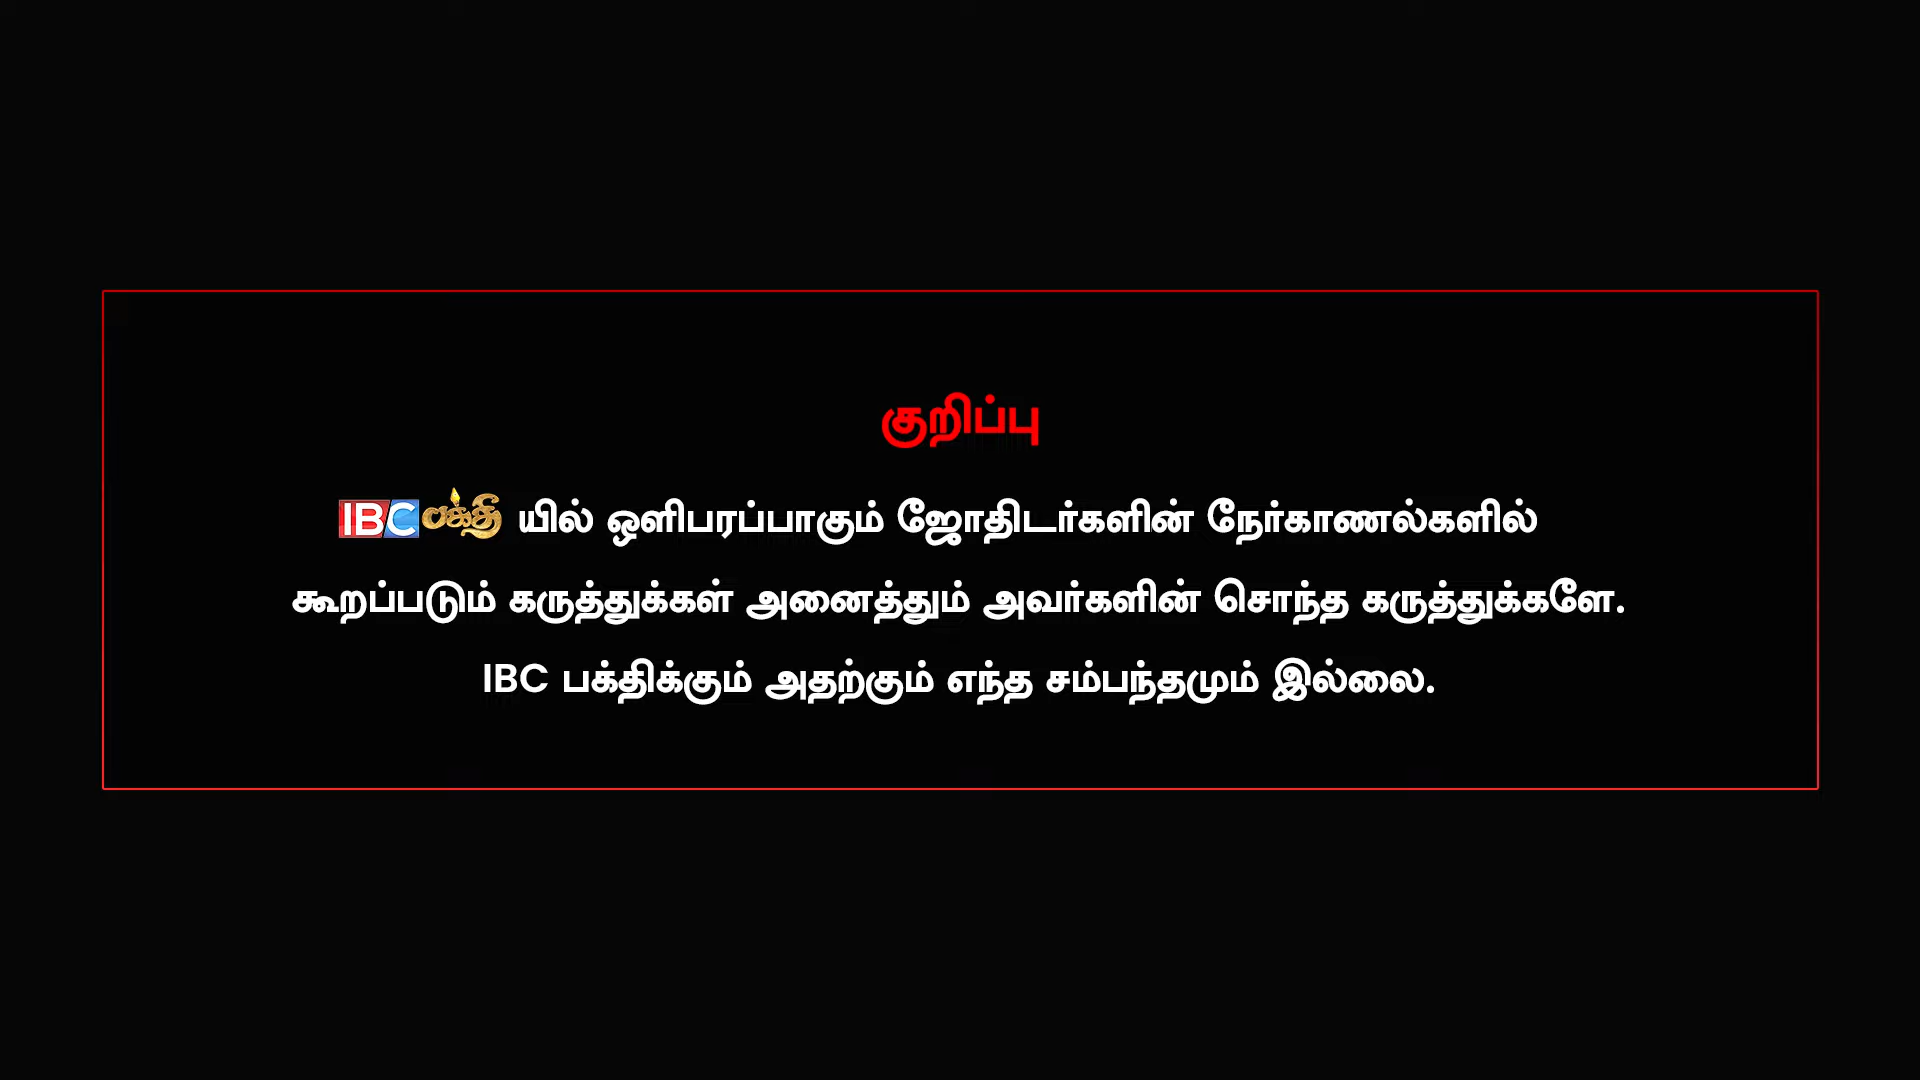 குறிப்பு
IBC பக்தி யில் ஒளிபரப்பாகும் ஜோதிடர்களின் நேர்காணல்களில்
கூறப்படும் கருத்துக்கள் அனைத்தும் அவர்களின் சொந்த கருத்துக்களே.
IBC பக்திக்கும் அதற்கும் எந்த சம்பந்தமும் இல்லை.